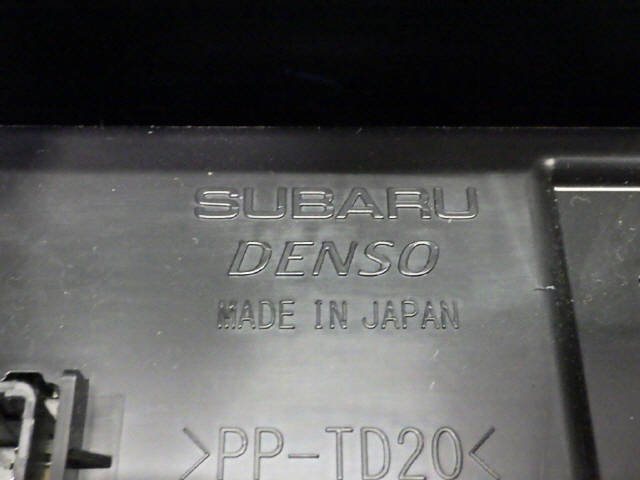 SUBARU
DENSO
MADE IN JAPAN
>PP-TD20<